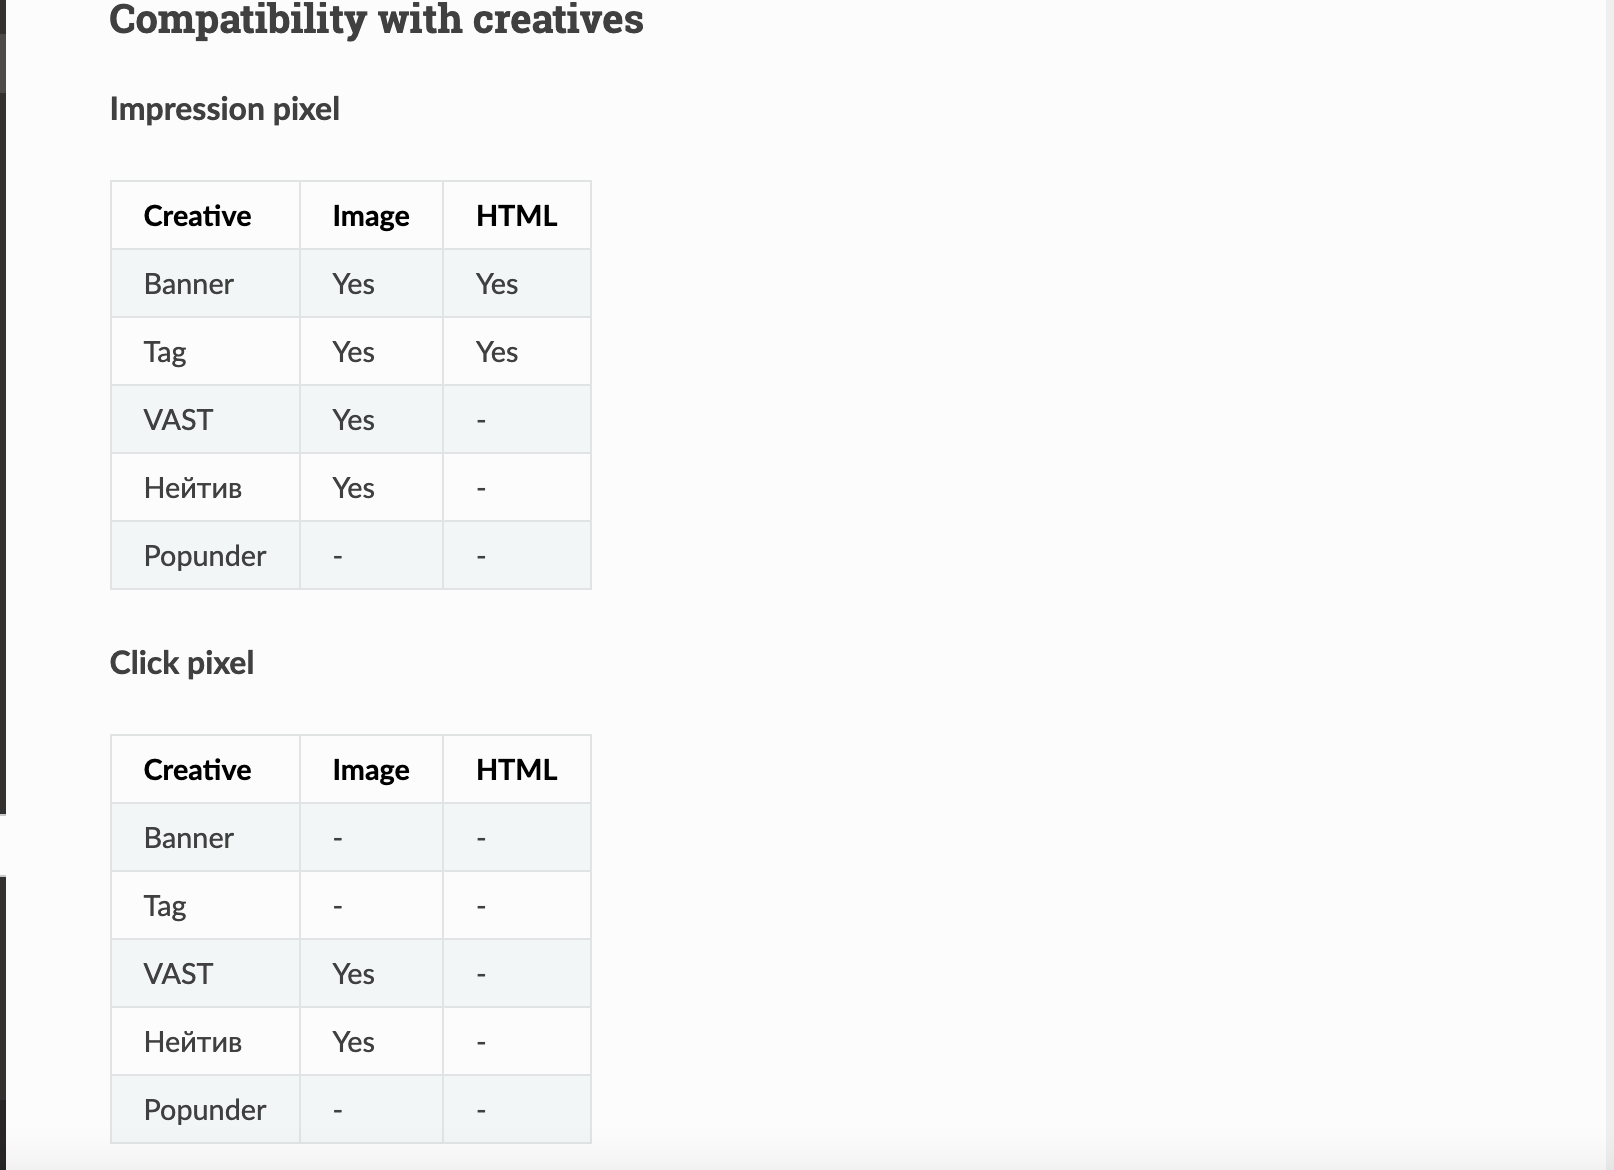 Compatibility with creatives
Impression pixel
Creative Image HTML
Banner Yes Yes
Tag Yes Yes
VAST Yes -
Нейтив Yes -
Popunder - -
Click pixel
Creative Image HTML
Banner - -
Tag - -
VAST Yes -
Нейтив Yes -
Popunder - -